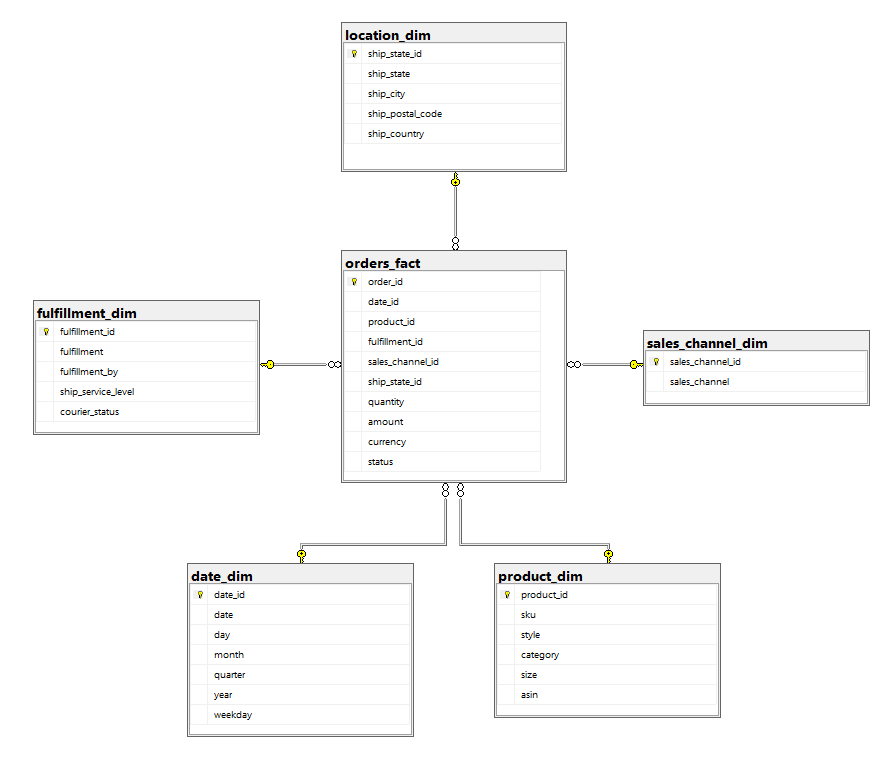 location_dim
ship_state_id
ship_state
ship_city
ship_postal_code
ship_country
orders_fact
order_id
date_id
product_id
fulfillment_id
sales_channel_id
ship_state_id
quantity
amount
currency
status
fulfillment_dim
fulfillment_id
fulfillment
fulfillment_by
ship_service_level
courier_status
sales_channel_dim
sales_channel_id
sales_channel
date_dim
date_id
date
day
month
quarter
year
weekday
product_dim
product_id
sku
style
category
size
asin